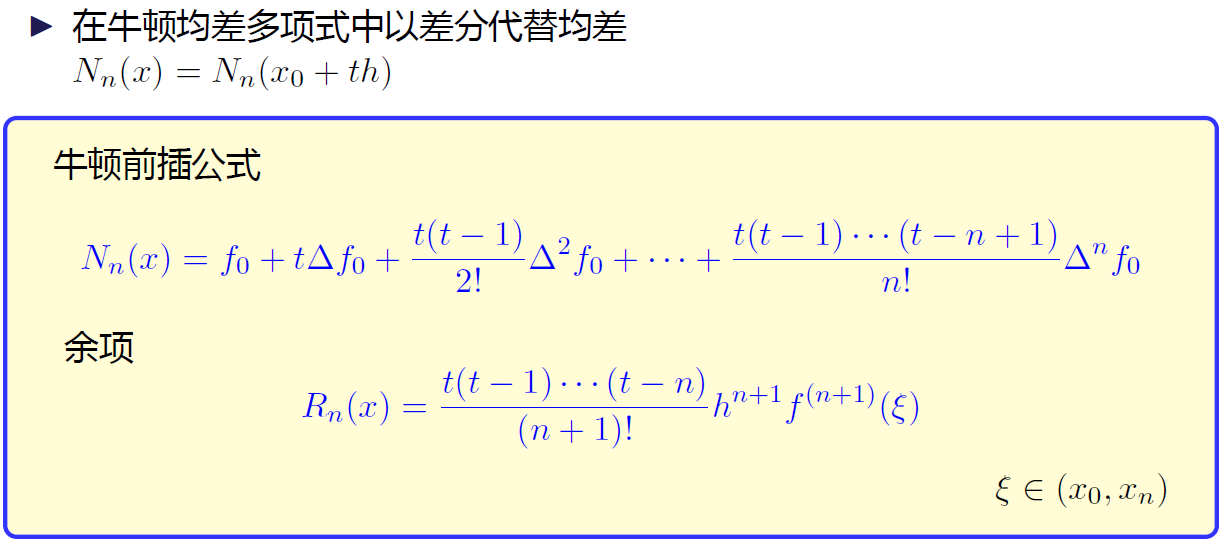 ► 在牛顿均差多项式中以差分代替均差
$N_n(x) = N_n(x_0 + th)$
牛顿前插公式
$N_n(x) = f_0 + t\Delta f_0 + \frac{t(t-1)}{2!}\Delta^2 f_0 + \cdots + \frac{t(t-1)\cdots(t-n+1)}{n!}\Delta^n f_0$
余项
$R_n(x) = \frac{t(t-1)\cdots(t-n)}{(n+1)!}h^{n+1}f^{(n+1)}(\xi)$
$\xi \in (x_0, x_n)$